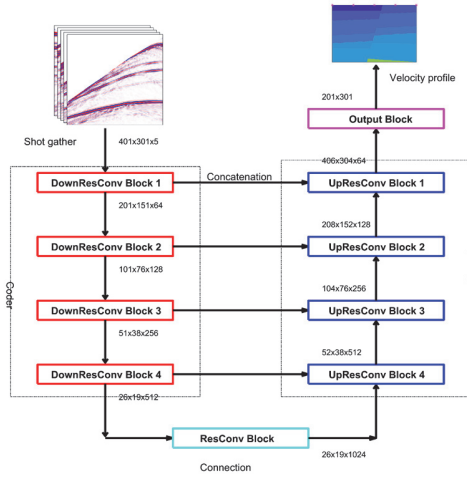 Velocity profile
201x301
Output Block
Shot gather
401x301x5
406x304x64
DownResConv Block 1
Concatenation
UpResConv Block 1
201x151x64
208x152x128
DownResConv Block 2
UpResConv Block 2
101x76x128
104x76x256
Coder
DownResConv Block 3
UpResConv Block 3
51x38x256
52x38x512
DownResConv Block 4
UpResConv Block 4
26x19x512
ResConv Block
26x19x1024
Connection